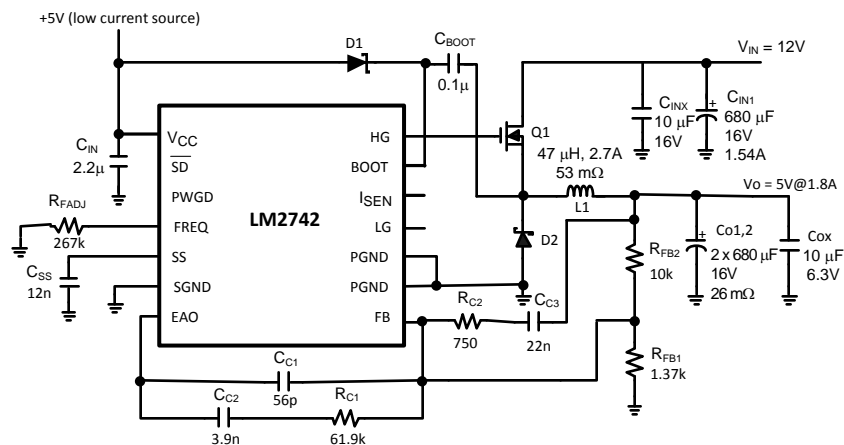 +5V (low current source)
D1
CBOOT
0.1μ
VIN = 12V
CINX
10 μF
16V
+
CIN1
680 μF
16V
1.54A
CIN
2.2μ
VCC
SD
PWGD
FREQ
SS
SGND
EAO
LM2742
HG
BOOT
ISEN
LG
PGND
PGND
FB
Q1
47 μH, 2.7A
53 mΩ
L1
Vo = 5V@1.8A
D2
RFADJ
267k
CSS
12n
RFB2
10k
+
Co1,2
2 x 680 μF
16V
26 mΩ
Cox
10 μF
6.3V
RC2
750
CC3
22n
RFB1
1.37k
CC1
56p
CC2
3.9n
RC1
61.9k